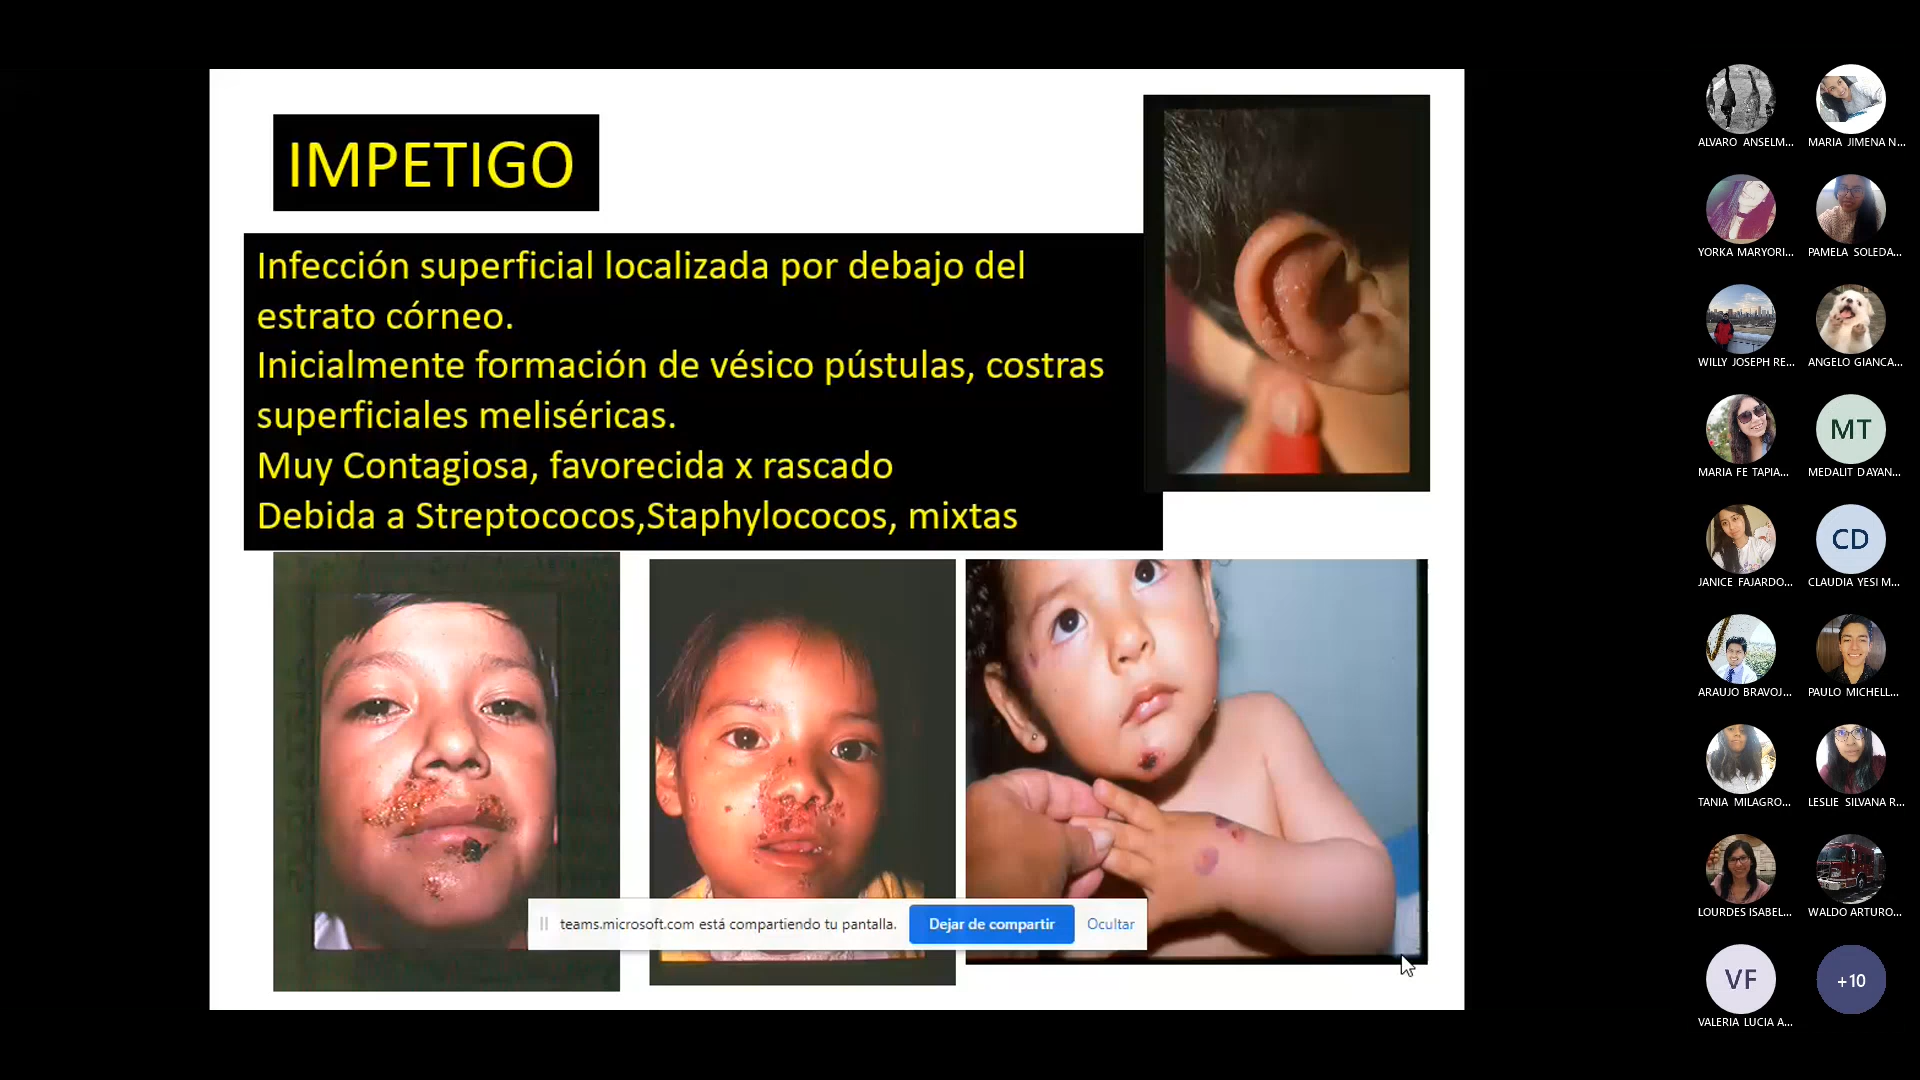 IMPETIGO
Infección superficial localizada por debajo del
estrato córneo.
Inicialmente formación de vésico pústulas, costras
superficiales meliséricas.
Muy Contagiosa, favorecida x rascado
Debida a Streptococos,Staphylococos, mixtas
teams.microsoft.com está compartiendo tu pantalla.
Dejar de compartir
Ocultar
ALVARO ANSELM...
MARIA JIMENA N...
YORKA MARYORI...
PAMELA SOLEDA...
WILLY JOSEPH RE...
ANGELO GIANCA...
MARIA FE TAPIA...
MT
MEDALIT DAYAN...
JANICE FAJARDO...
CD
CLAUDIA YESI M...
ARAUJO BRAVOJ...
PAULO MICHELL...
TANIA MILAGRO...
LESLIE SILVANA R...
LOURDES ISABEL...
WALDO ARTURO...
VF
VALERIA LUCIA A...
+10